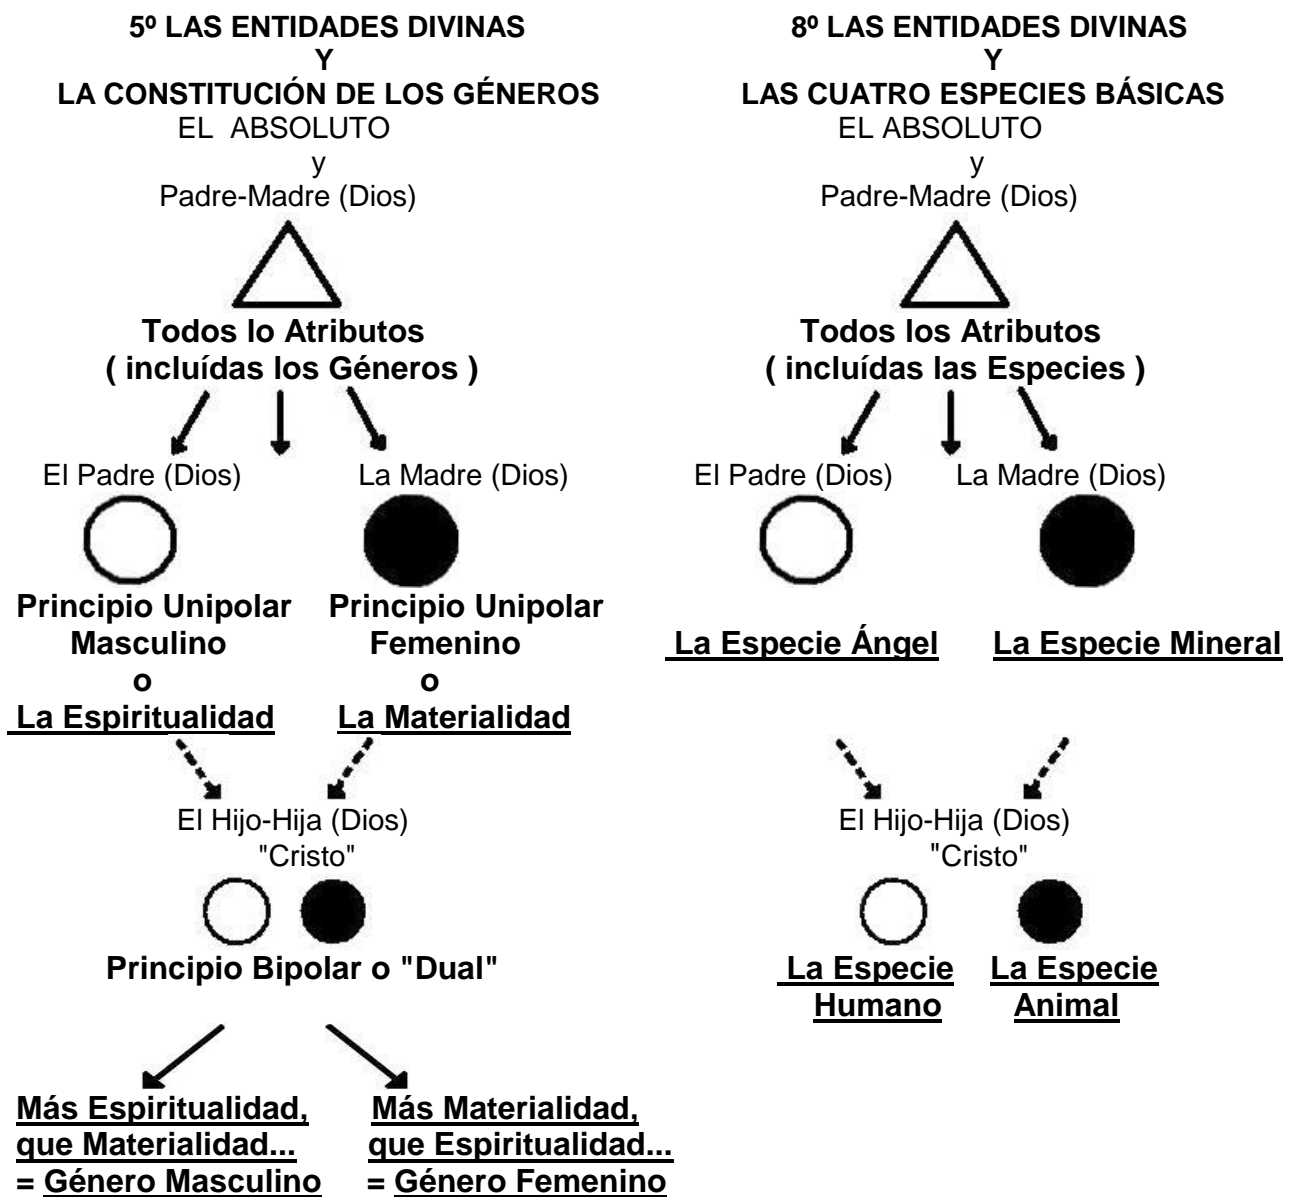 5º LAS ENTIDADES DIVINAS
Y
LA CONSTITUCIÓN DE LOS GÉNEROS
EL ABSOLUTO
y
Padre-Madre (Dios)
Todos lo Atributos
( incluídas los Géneros )
El Padre (Dios)
La Madre (Dios)
Principio Unipolar
Masculino
o
La Espiritualidad
Principio Unipolar
Femenino
o
La Materialidad
El Hijo-Hija (Dios)
"Cristo"
Principio Bipolar o "Dual"
Más Espiritualidad,
que Materialidad...
= Género Masculino
Más Materialidad,
que Espiritualidad...
= Género Femenino
8º LAS ENTIDADES DIVINAS
Y
LAS CUATRO ESPECIES BÁSICAS
EL ABSOLUTO
y
Padre-Madre (Dios)
Todos los Atributos
( incluídas las Especies )
El Padre (Dios)
La Madre (Dios)
La Especie Ángel
La Especie Mineral
El Hijo-Hija (Dios)
"Cristo"
La Especie
Humano
La Especie
Animal